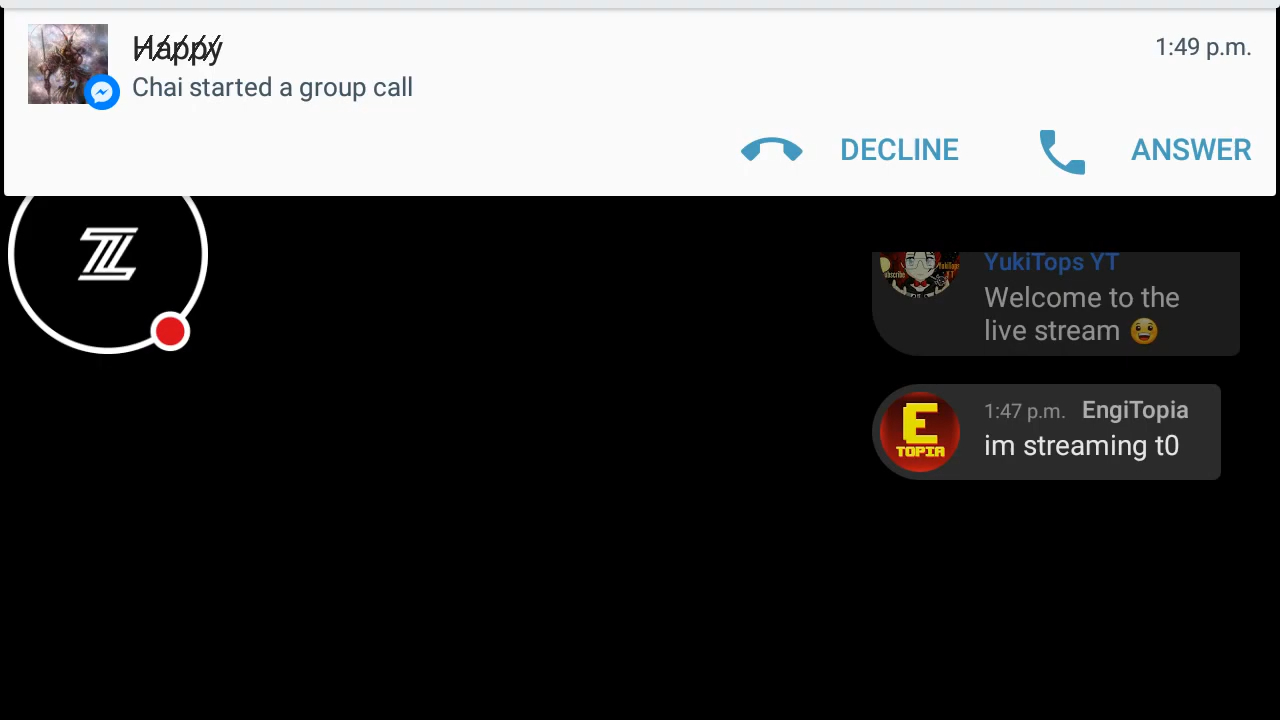 H̸a̸p̸p̸y̸
1:49 p.m.
Chai started a group call
DECLINE
ANSWER
YukiTops YT
Welcome to the
live stream 😀
1:47 p.m. EngiTopia
im streaming t0
E
TOPIA